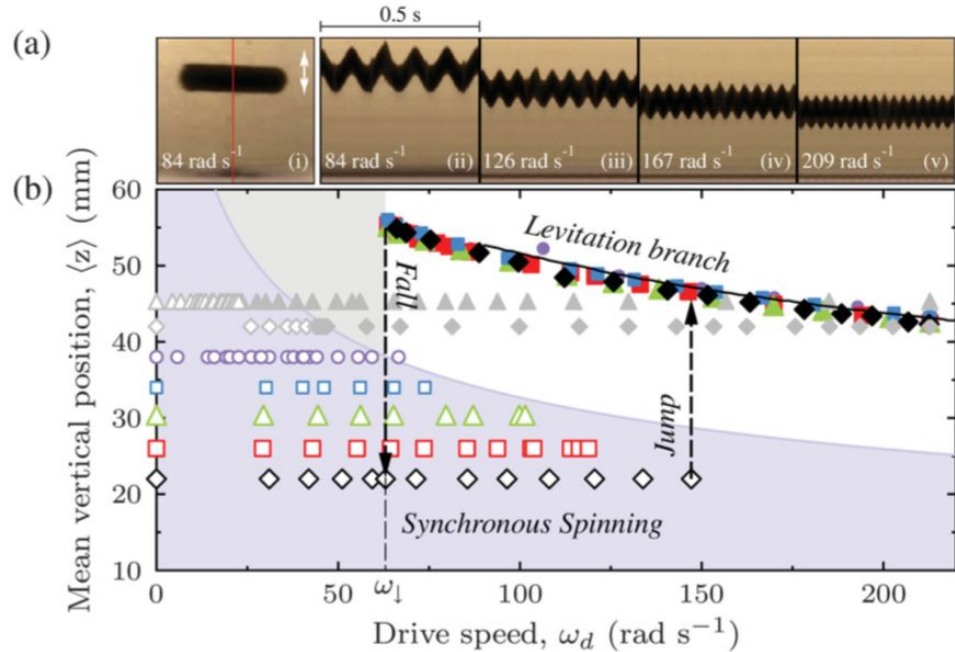 0.5 s
(a)
84 rad s⁻¹ (i)
84 rad s⁻¹ (ii)
126 rad s⁻¹ (iii)
167 rad s⁻¹ (iv)
209 rad s⁻¹ (v)
(b)
Mean vertical position, ⟨z⟩ (mm)
60
50
40
30
20
10
Levitation branch
Fall
Jump
Synchronous Spinning
0
ω↓
50
100
150
200
Drive speed, ω_d (rad s⁻¹)